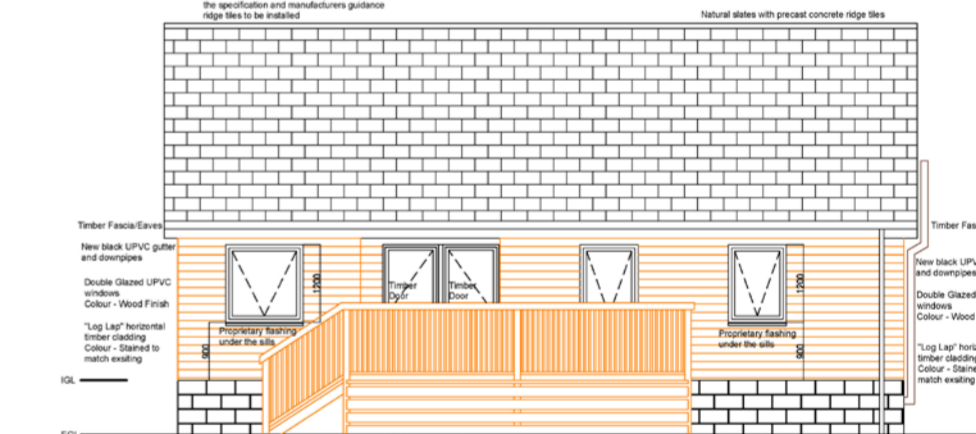 the specification and manufacturers guidance
ridge tiles to be installed
Natural slates with precast concrete ridge tiles
Timber Fascia/Eaves
New black UPVC gutter
and downpipes
Double Glazed UPVC
windows
Colour - Wood Finish
"Log Lap" horizontal
timber cladding
Colour - Stained to
match exsiting
IGL
1200
900
Proprietary flashing
under the sills
Timber
Door
Timber
Door
1200
900
Proprietary flashing
under the sills
Timber Fas
New black UPV
and downpipes
Double Glazed
windows
Colour - Wood
"Log Lap" horiz
timber cladding
Colour - Staine
match exsiting